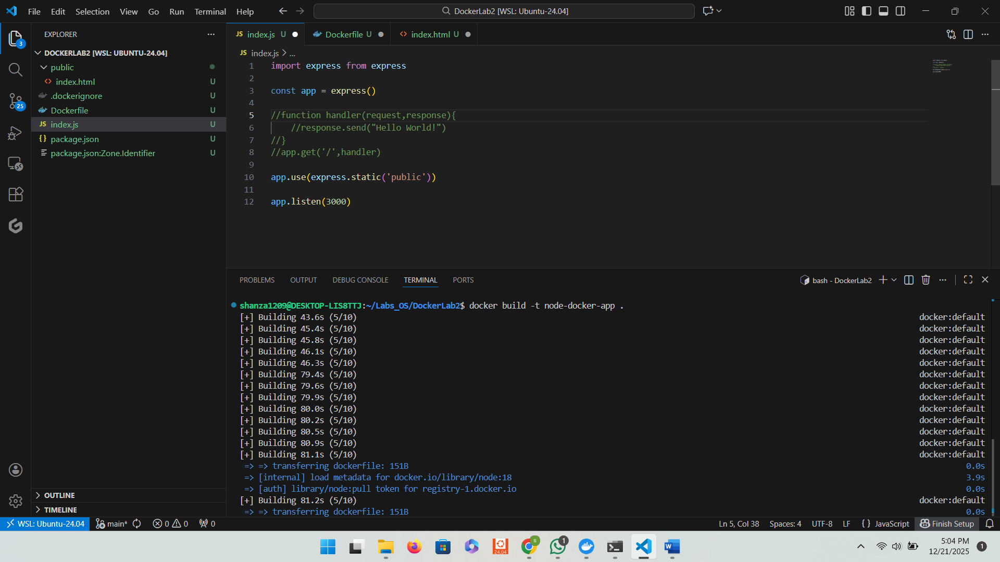 File Edit Selection View Go Run Terminal Help
DockerLab2 [WSL: Ubuntu-24.04]
EXPLORER
DOCKERLAB2 [WSL: UBUNTU-24.04]
public
index.html U
.dockerignore U
Dockerfile U
JS index.js U
{} package.json U
package.json:Zone.Identifier U
OUTLINE
TIMELINE
3
25
JS index.js U
Dockerfile U
<> index.html U
JS index.js > ...
1 import express from express
2
3 const app = express()
4
5 //function handler(request,response){
6 //response.send("Hello World!")
7 //}
8 //app.get('/',handler)
9
10 app.use(express.static('public'))
11
12 app.listen(3000)
PROBLEMS OUTPUT DEBUG CONSOLE TERMINAL PORTS
bash - DockerLab2
shanza1209@DESKTOP-LIS8TTJ:~/Labs_OS/DockerLab2$ docker build -t node-docker-app .
[+] Building 43.6s (5/10) docker:default
[+] Building 45.4s (5/10) docker:default
[+] Building 45.8s (5/10) docker:default
[+] Building 46.1s (5/10) docker:default
[+] Building 46.3s (5/10) docker:default
[+] Building 79.4s (5/10) docker:default
[+] Building 79.6s (5/10) docker:default
[+] Building 79.9s (5/10) docker:default
[+] Building 80.0s (5/10) docker:default
[+] Building 80.2s (5/10) docker:default
[+] Building 80.5s (5/10) docker:default
[+] Building 80.9s (5/10) docker:default
[+] Building 81.1s (5/10) docker:default
=> => transferring dockerfile: 151B 0.0s
=> [internal] load metadata for docker.io/library/node:18 3.9s
=> [auth] library/node:pull token for registry-1.docker.io 0.0s
[+] Building 81.2s (5/10) docker:default
=> => transferring dockerfile: 151B 0.0s
WSL: Ubuntu-24.04 main* 0 0 0 Ln 5, Col 38 Spaces: 4 UTF-8 LF {} JavaScript Finish Setup
24.04
s
1
W
5:04 PM
12/21/2025
1